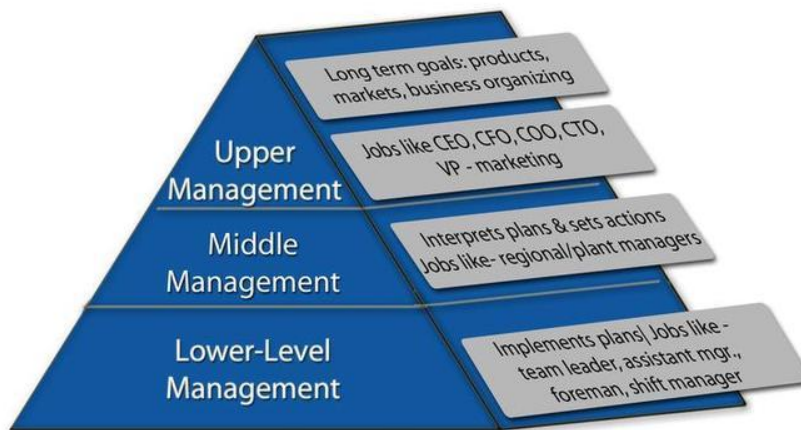 Long term goals: products,
markets, business organizing
Jobs like CEO, CFO, COO, CTO,
VP - marketing
Upper
Management
Interprets plans & sets actions
Jobs like- regional/plant managers
Middle
Management
Implements plans| Jobs like -
team leader, assistant mgr.,
foreman, shift manager
Lower-Level
Management